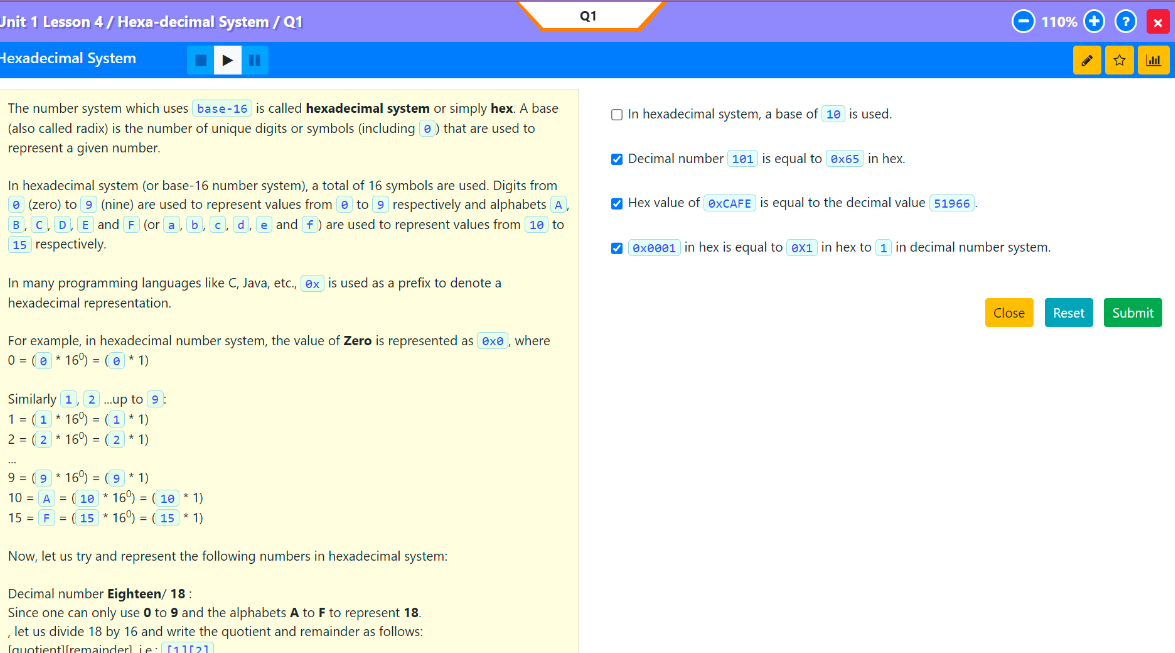 Unit 1 Lesson 4 / Hexa-decimal System / Q1
Q1
110%
Hexadecimal System
The number system which uses base-16 is called hexadecimal system or simply hex. A base
(also called radix) is the number of unique digits or symbols (including 0) that are used to
represent a given number.
In hexadecimal system (or base-16 number system), a total of 16 symbols are used. Digits from
0 (zero) to 9 (nine) are used to represent values from 0 to 9 respectively and alphabets A,
B, C, D, E and F (or a, b, c, d, e and f) are used to represent values from 10 to
15 respectively.
In many programming languages like C, Java, etc., 0x is used as a prefix to denote a
hexadecimal representation.
For example, in hexadecimal number system, the value of Zero is represented as 0x0, where
0 = (0 * 16⁰) = (0 * 1)
Similarly 1, 2 ...up to 9:
1 = (1 * 16⁰) = (1 * 1)
2 = (2 * 16⁰) = (2 * 1)
...
9 = (9 * 16⁰) = (9 * 1)
10 = A = (10 * 16⁰) = (10 * 1)
15 = F = (15 * 16⁰) = (15 * 1)
Now, let us try and represent the following numbers in hexadecimal system:
Decimal number Eighteen/ 18 :
Since one can only use 0 to 9 and the alphabets A to F to represent 18.
, let us divide 18 by 16 and write the quotient and remainder as follows:
[quotient][remainder], i.e.: [1][2]
In hexadecimal system, a base of 10 is used.
Decimal number 101 is equal to 0x65 in hex.
Hex value of 0xCAFE is equal to the decimal value 51966.
0x0001 in hex is equal to 0X1 in hex to 1 in decimal number system.
Close Reset Submit